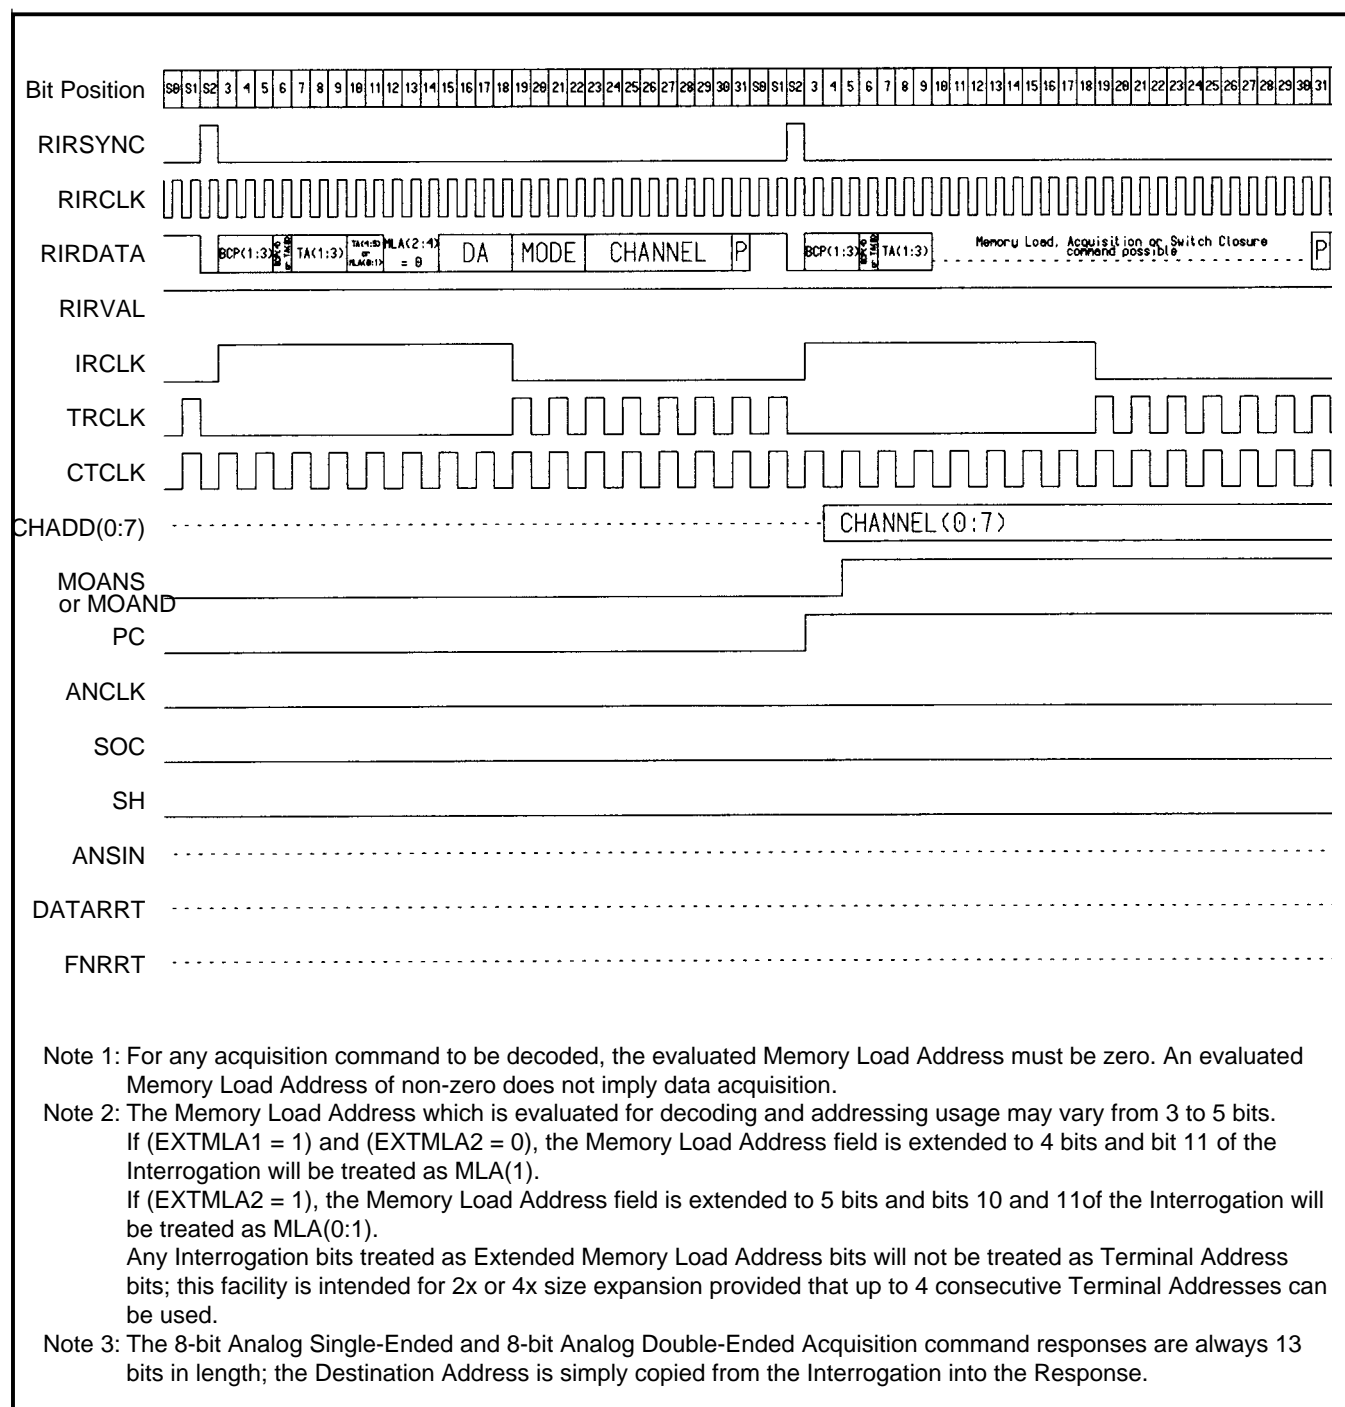 Bit Position S0 S1 S2 3 4 5 6 7 8 9 10 11 12 13 14 15 16 17 18 19 20 21 22 23 24 25 26 27 28 29 30 31 S0 S1 S2 3 4 5 6 7 8 9 10 11 12 13 14 15 16 17 18 19 20 21 22 23 24 25 26 27 28 29 30 31
RIRSYNC
RIRCLK
RIRDATA BCP(1:3) TA(1:3) TA(4:5) or MLA(0:1) MLA(2:4) = 0 DA MODE CHANNEL P BCP(1:3) TA(1:3) Memory Load, Acquisition or Switch Closure command possible P
RIRVAL
IRCLK
TRCLK
CTCLK
CHADD(0:7) CHANNEL(0:7)
MOANS
or MOAND
PC
ANCLK
SOC
SH
ANSIN
DATARRT
FNRRT
Note 1: For any acquisition command to be decoded, the evaluated Memory Load Address must be zero. An evaluated
Memory Load Address of non-zero does not imply data acquisition.
Note 2: The Memory Load Address which is evaluated for decoding and addressing usage may vary from 3 to 5 bits.
If (EXTMLA1 = 1) and (EXTMLA2 = 0), the Memory Load Address field is extended to 4 bits and bit 11 of the
Interrogation will be treated as MLA(1).
If (EXTMLA2 = 1), the Memory Load Address field is extended to 5 bits and bits 10 and 11of the Interrogation will
be treated as MLA(0:1).
Any Interrogation bits treated as Extended Memory Load Address bits will not be treated as Terminal Address
bits; this facility is intended for 2x or 4x size expansion provided that up to 4 consecutive Terminal Addresses can
be used.
Note 3: The 8-bit Analog Single-Ended and 8-bit Analog Double-Ended Acquisition command responses are always 13
bits in length; the Destination Address is simply copied from the Interrogation into the Response.